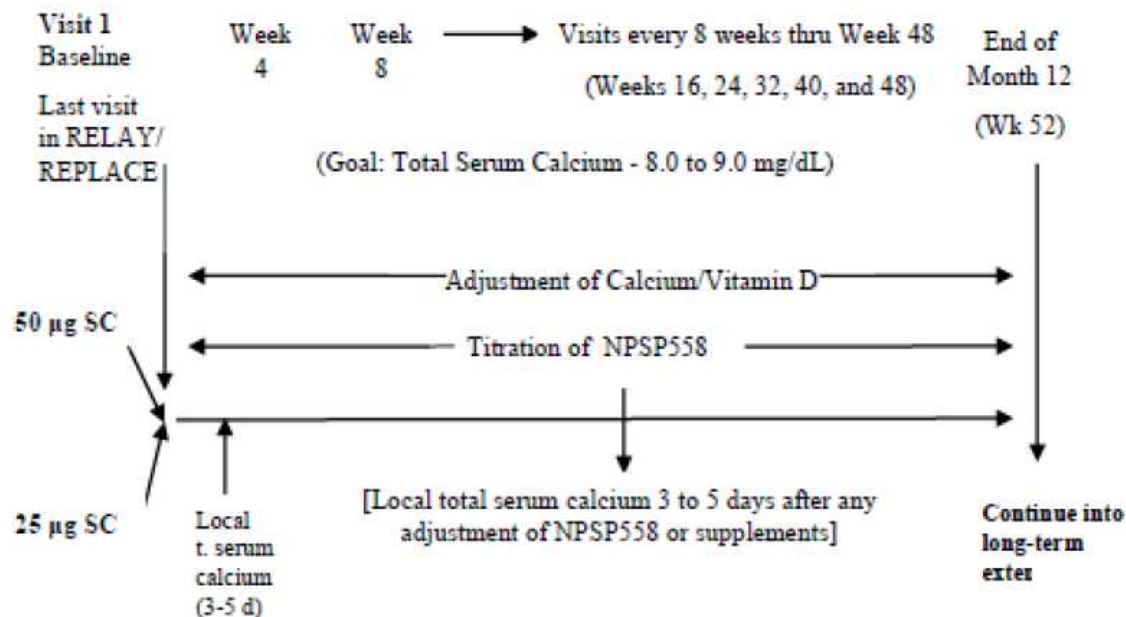 Visit 1
Baseline
Last visit
in RELAY/
REPLACE
Week
4
Week
8
Visits every 8 weeks thru Week 48
(Weeks 16, 24, 32, 40, and 48)
End of
Month 12
(Wk 52)
(Goal: Total Serum Calcium - 8.0 to 9.0 mg/dL)
Adjustment of Calcium/Vitamin D
50 µg SC
Titration of NPSP558
25 µg SC
Local
t. serum
calcium
(3-5 d)
[Local total serum calcium 3 to 5 days after any
adjustment of NPSP558 or supplements]
Continue into
long-term
exter